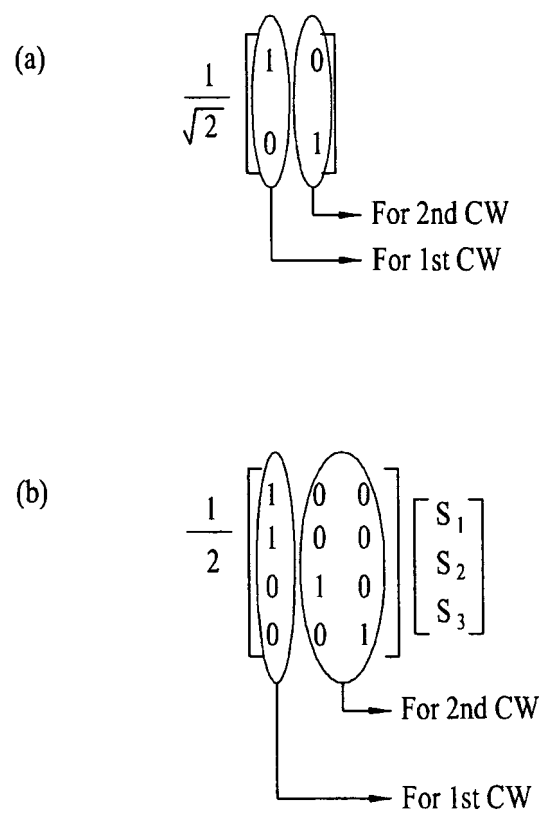 (a)
1 0
1
√2
0 1
For 2nd CW
For 1st CW
(b)
1 0 0
1
2
1 0 0
0 1 0
0 0 1
S1
S2
S3
For 2nd CW
For 1st CW